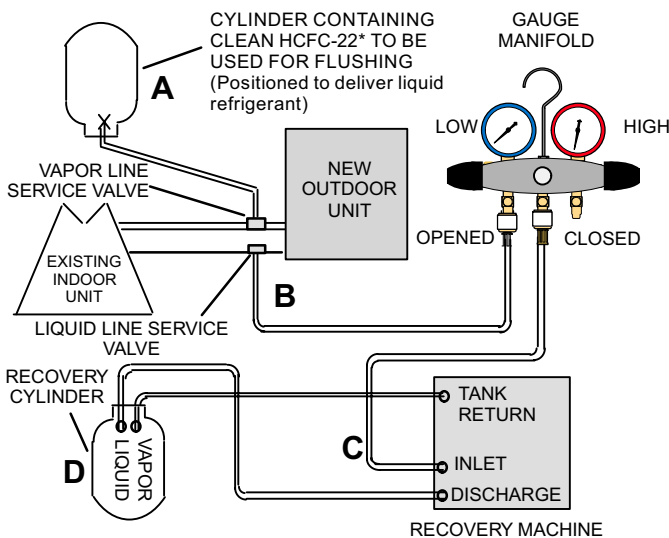 CYLINDER CONTAINING
CLEAN HCFC-22* TO BE
USED FOR FLUSHING
(Positioned to deliver liquid
refrigerant)
A
GAUGE
MANIFOLD
LOW
HIGH
VAPOR LINE
SERVICE VALVE
NEW
OUTDOOR
UNIT
OPENED
CLOSED
EXISTING
INDOOR
UNIT
B
LIQUID LINE SERVICE
VALVE
RECOVERY
CYLINDER
TANK
RETURN
C
D
LIQUID
VAPOR
INLET
DISCHARGE
RECOVERY MACHINE